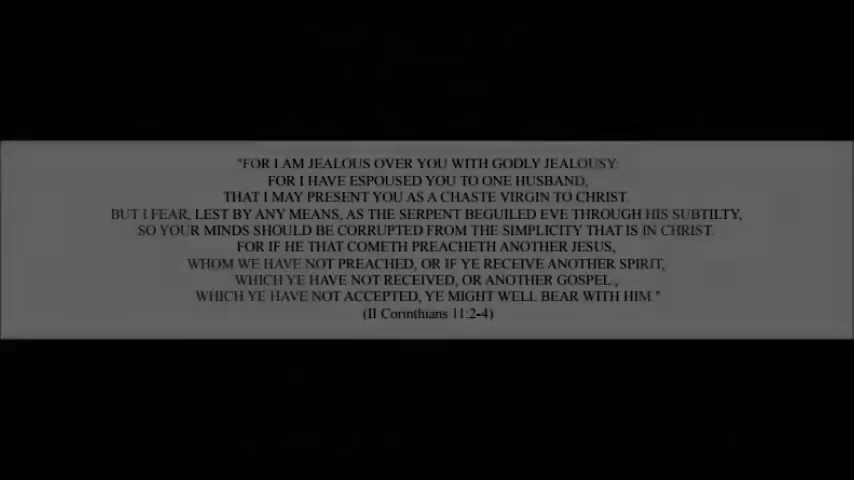 "FOR I AM JEALOUS OVER YOU WITH GODLY JEALOUSY:
FOR I HAVE ESPOUSED YOU TO ONE HUSBAND,
THAT I MAY PRESENT YOU AS A CHASTE VIRGIN TO CHRIST.
BUT I FEAR, LEST BY ANY MEANS, AS THE SERPENT BEGUILED EVE THROUGH HIS SUBTILTY,
SO YOUR MINDS SHOULD BE CORRUPTED FROM THE SIMPLICITY THAT IS IN CHRIST.
FOR IF HE THAT COMETH PREACHETH ANOTHER JESUS,
WHOM WE HAVE NOT PREACHED, OR IF YE RECEIVE ANOTHER SPIRIT,
WHICH YE HAVE NOT RECEIVED, OR ANOTHER GOSPEL ,
WHICH YE HAVE NOT ACCEPTED, YE MIGHT WELL BEAR WITH HIM."
(II Corinthians 11:2-4)